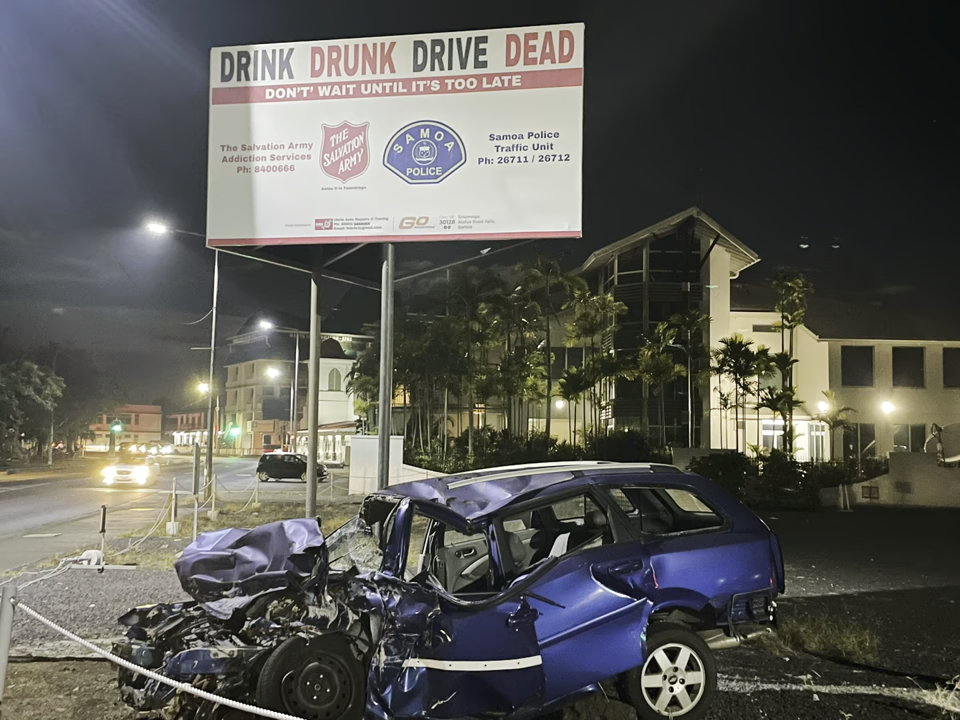 DRINK DRUNK DRIVE DEAD
DON'T' WAIT UNTIL IT'S TOO LATE
The Salvation Army
Addiction Services
Ph: 8400666
THE
SALVATION
ARMY
SAMOA
POLICE
Samoa Police
Traffic Unit
Ph: 26711 / 26712
GO
30128